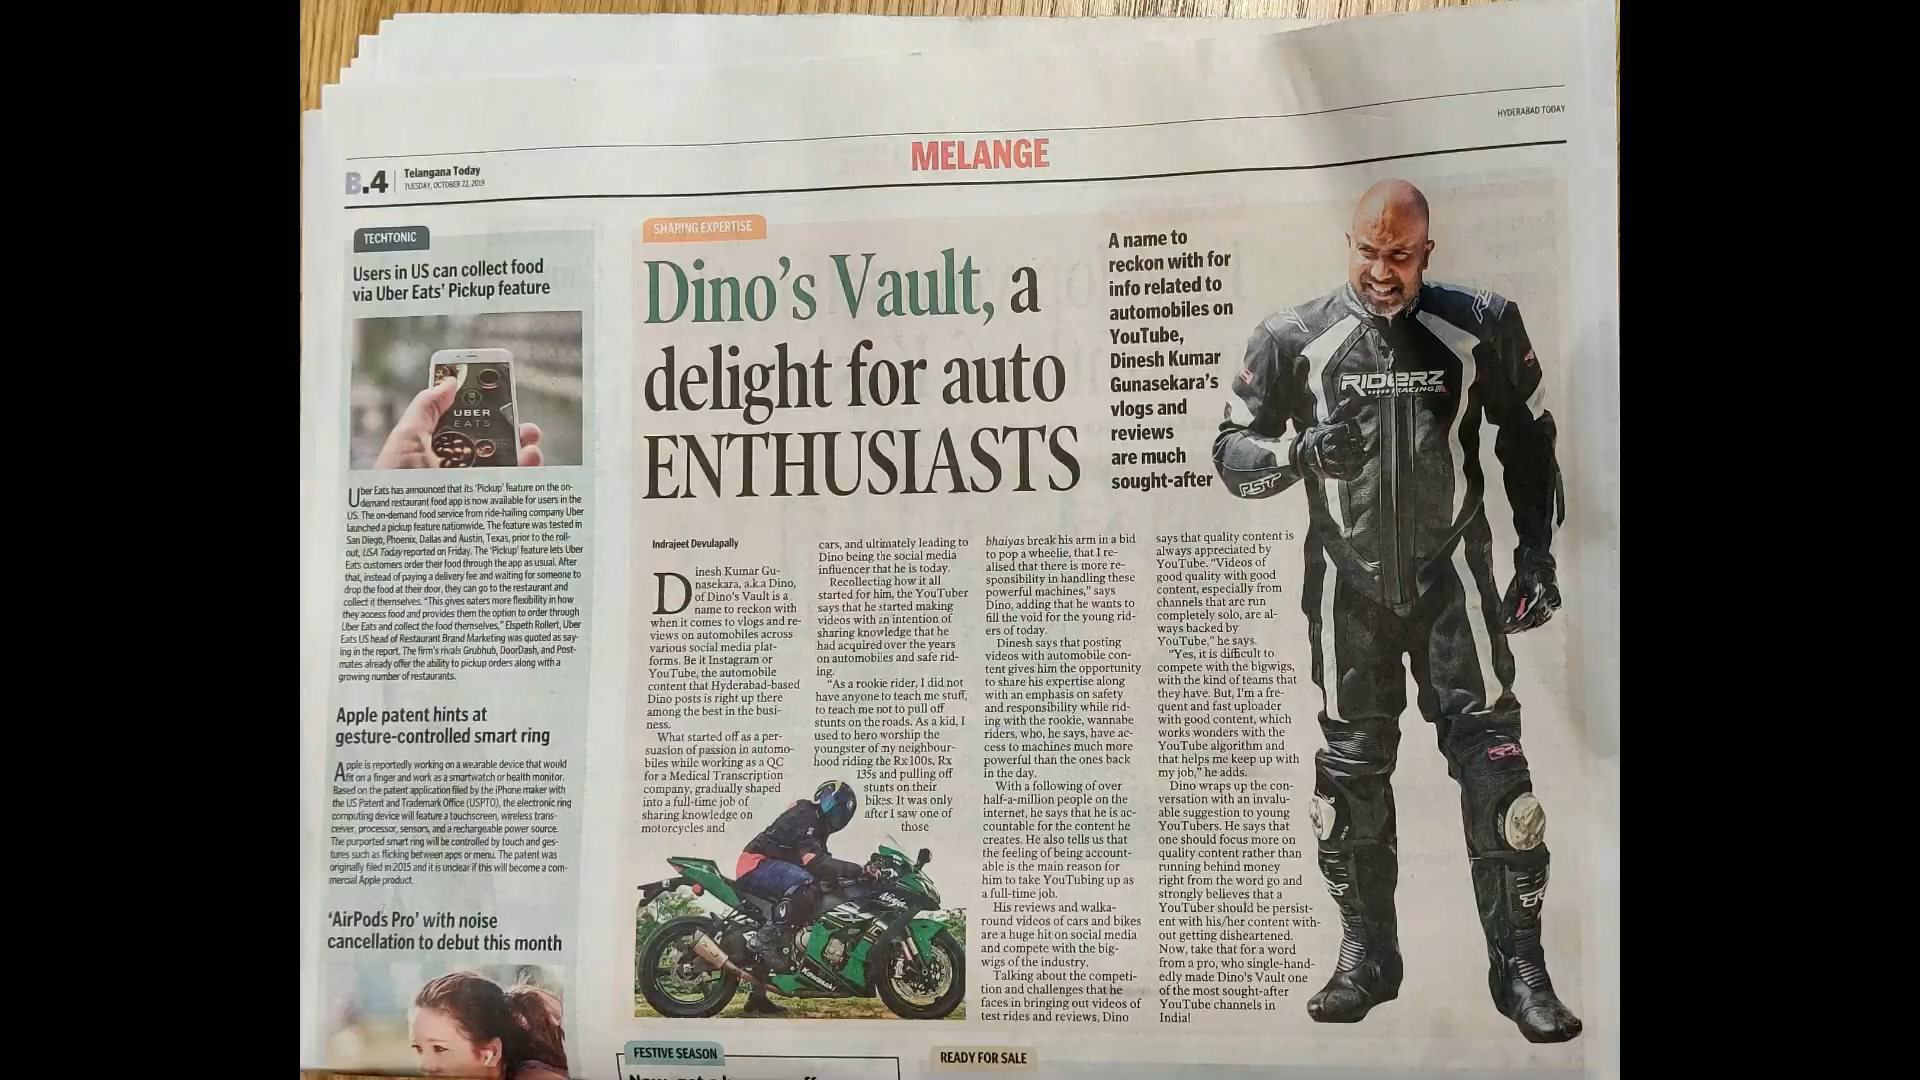 HYDERABAD TODAY
MELANGE
B.4
Telangana Today
TUESDAY, OCTOBER 22, 2019
TECHTONIC
Users in US can collect food
via Uber Eats' Pickup feature
UBER
EATS
Uber Eats has announced that its 'Pickup' feature on the on-
demand restaurant food app is now available for users in the
US. The on-demand food service from ride-hailing company Uber
launched a pickup feature nationwide. The feature was tested in
San Diego, Phoenix, Dallas and Austin, Texas, prior to the roll-
out, USA Today reported on Friday. The 'Pickup' feature lets Uber
Eats customers order their food through the app as usual. After
that, instead of paying a delivery fee and waiting for someone to
drop the food at their door, they can go to the restaurant and
collect it themselves. "This gives eaters more flexibility in how
they access food and provides them the option to order through
Uber Eats and collect the food themselves," Elspeth Rollert, Uber
Eats US head of Restaurant Brand Marketing was quoted as say-
ing in the report. The firm's rivals Grubhub, DoorDash, and Post-
mates already offer the ability to pickup orders along with a
growing number of restaurants.
Apple patent hints at
gesture-controlled smart ring
Apple is reportedly working on a wearable device that would
fit on a finger and work as a smartwatch or health monitor.
Based on the patent application filed by the iPhone maker with
the US Patent and Trademark Office (USPTO), the electronic ring
computing device will feature a touchscreen, wireless trans-
ceiver, processor, sensors, and a rechargeable power source.
The purported smart ring will be controlled by touch and ges-
tures such as flicking between apps or menu. The patent was
originally filed in 2015 and it is unclear if this will become a com-
mercial Apple product.
'AirPods Pro' with noise
cancellation to debut this month
SHARING EXPERTISE
Dino's Vault, a
delight for auto
ENTHUSIASTS
A name to
reckon with for
info related to
automobiles on
YouTube,
Dinesh Kumar
Gunasekara's
vlogs and
reviews
are much
sought-after
RIDERZ
RACING
RST
Indrajeet Devulapally
Dinesh Kumar Gu-
nasekara, a.k.a Dino,
of Dino's Vault is a
name to reckon with
when it comes to vlogs and re-
views on automobiles across
various social media plat-
forms. Be it Instagram or
YouTube, the automobile
content that Hyderabad-based
Dino posts is right up there
among the best in the busi-
ness.
What started off as a per-
suasion of passion in automo-
biles while working as a QC
for a Medical Transcription
company, gradually shaped
into a full-time job of
sharing knowledge on
motorcycles and
cars, and ultimately leading to
Dino being the social media
influencer that he is today.
Recollecting how it all
started for him, the YouTuber
says that he started making
videos with an intention of
sharing knowledge that he
had acquired over the years
on automobiles and safe rid-
ing.
"As a rookie rider, I did not
have anyone to teach me stuff,
to teach me not to pull off
stunts on the roads. As a kid, I
used to hero worship the
youngster of my neighbour-
hood riding the Rx 100s, Rx
135s and pulling off
stunts on their
bikes. It was only
after I saw one of
those
bhaiyas break his arm in a bid
to pop a wheelie, that I re-
alised that there is more re-
sponsibility in handling these
powerful machines," says
Dino, adding that he wants to
fill the void for the young rid-
ers of today.
Dinesh says that posting
videos with automobile con-
tent gives him the opportunity
to share his expertise along
with an emphasis on safety
and responsibility while rid-
ing with the rookie, wannabe
riders, who, he says, have ac-
cess to machines much more
powerful than the ones back
in the day.
With a following of over
half-a-million people on the
internet, he says that he is ac-
countable for the content he
creates. He also tells us that
the feeling of being account-
able is the main reason for
him to take YouTubing up as
a full-time job.
His reviews and walka-
round videos of cars and bikes
are a huge hit on social media
and compete with the big-
wigs of the industry.
Talking about the competi-
tion and challenges that he
faces in bringing out videos of
test rides and reviews, Dino
says that quality content is
always appreciated by
YouTube. "Videos of
good quality with good
content, especially from
channels that are run
completely solo, are al-
ways backed by
YouTube," he says.
"Yes, it is difficult to
compete with the bigwigs,
with the kind of teams that
they have. But, I'm a fre-
quent and fast uploader
with good content, which
works wonders with the
YouTube algorithm and
that helps me keep up with
my job," he adds.
Dino wraps up the con-
versation with an invalu-
able suggestion to young
YouTubers. He says that
one should focus more on
quality content rather than
running behind money
right from the word go and
strongly believes that a
YouTuber should be persist-
ent with his/her content with-
out getting disheartened.
Now, take that for a word
from a pro, who single-hand-
edly made Dino's Vault one
of the most sought-after
YouTube channels in
India!
Ninja
Kawasaki
FESTIVE SEASON
READY FOR SALE